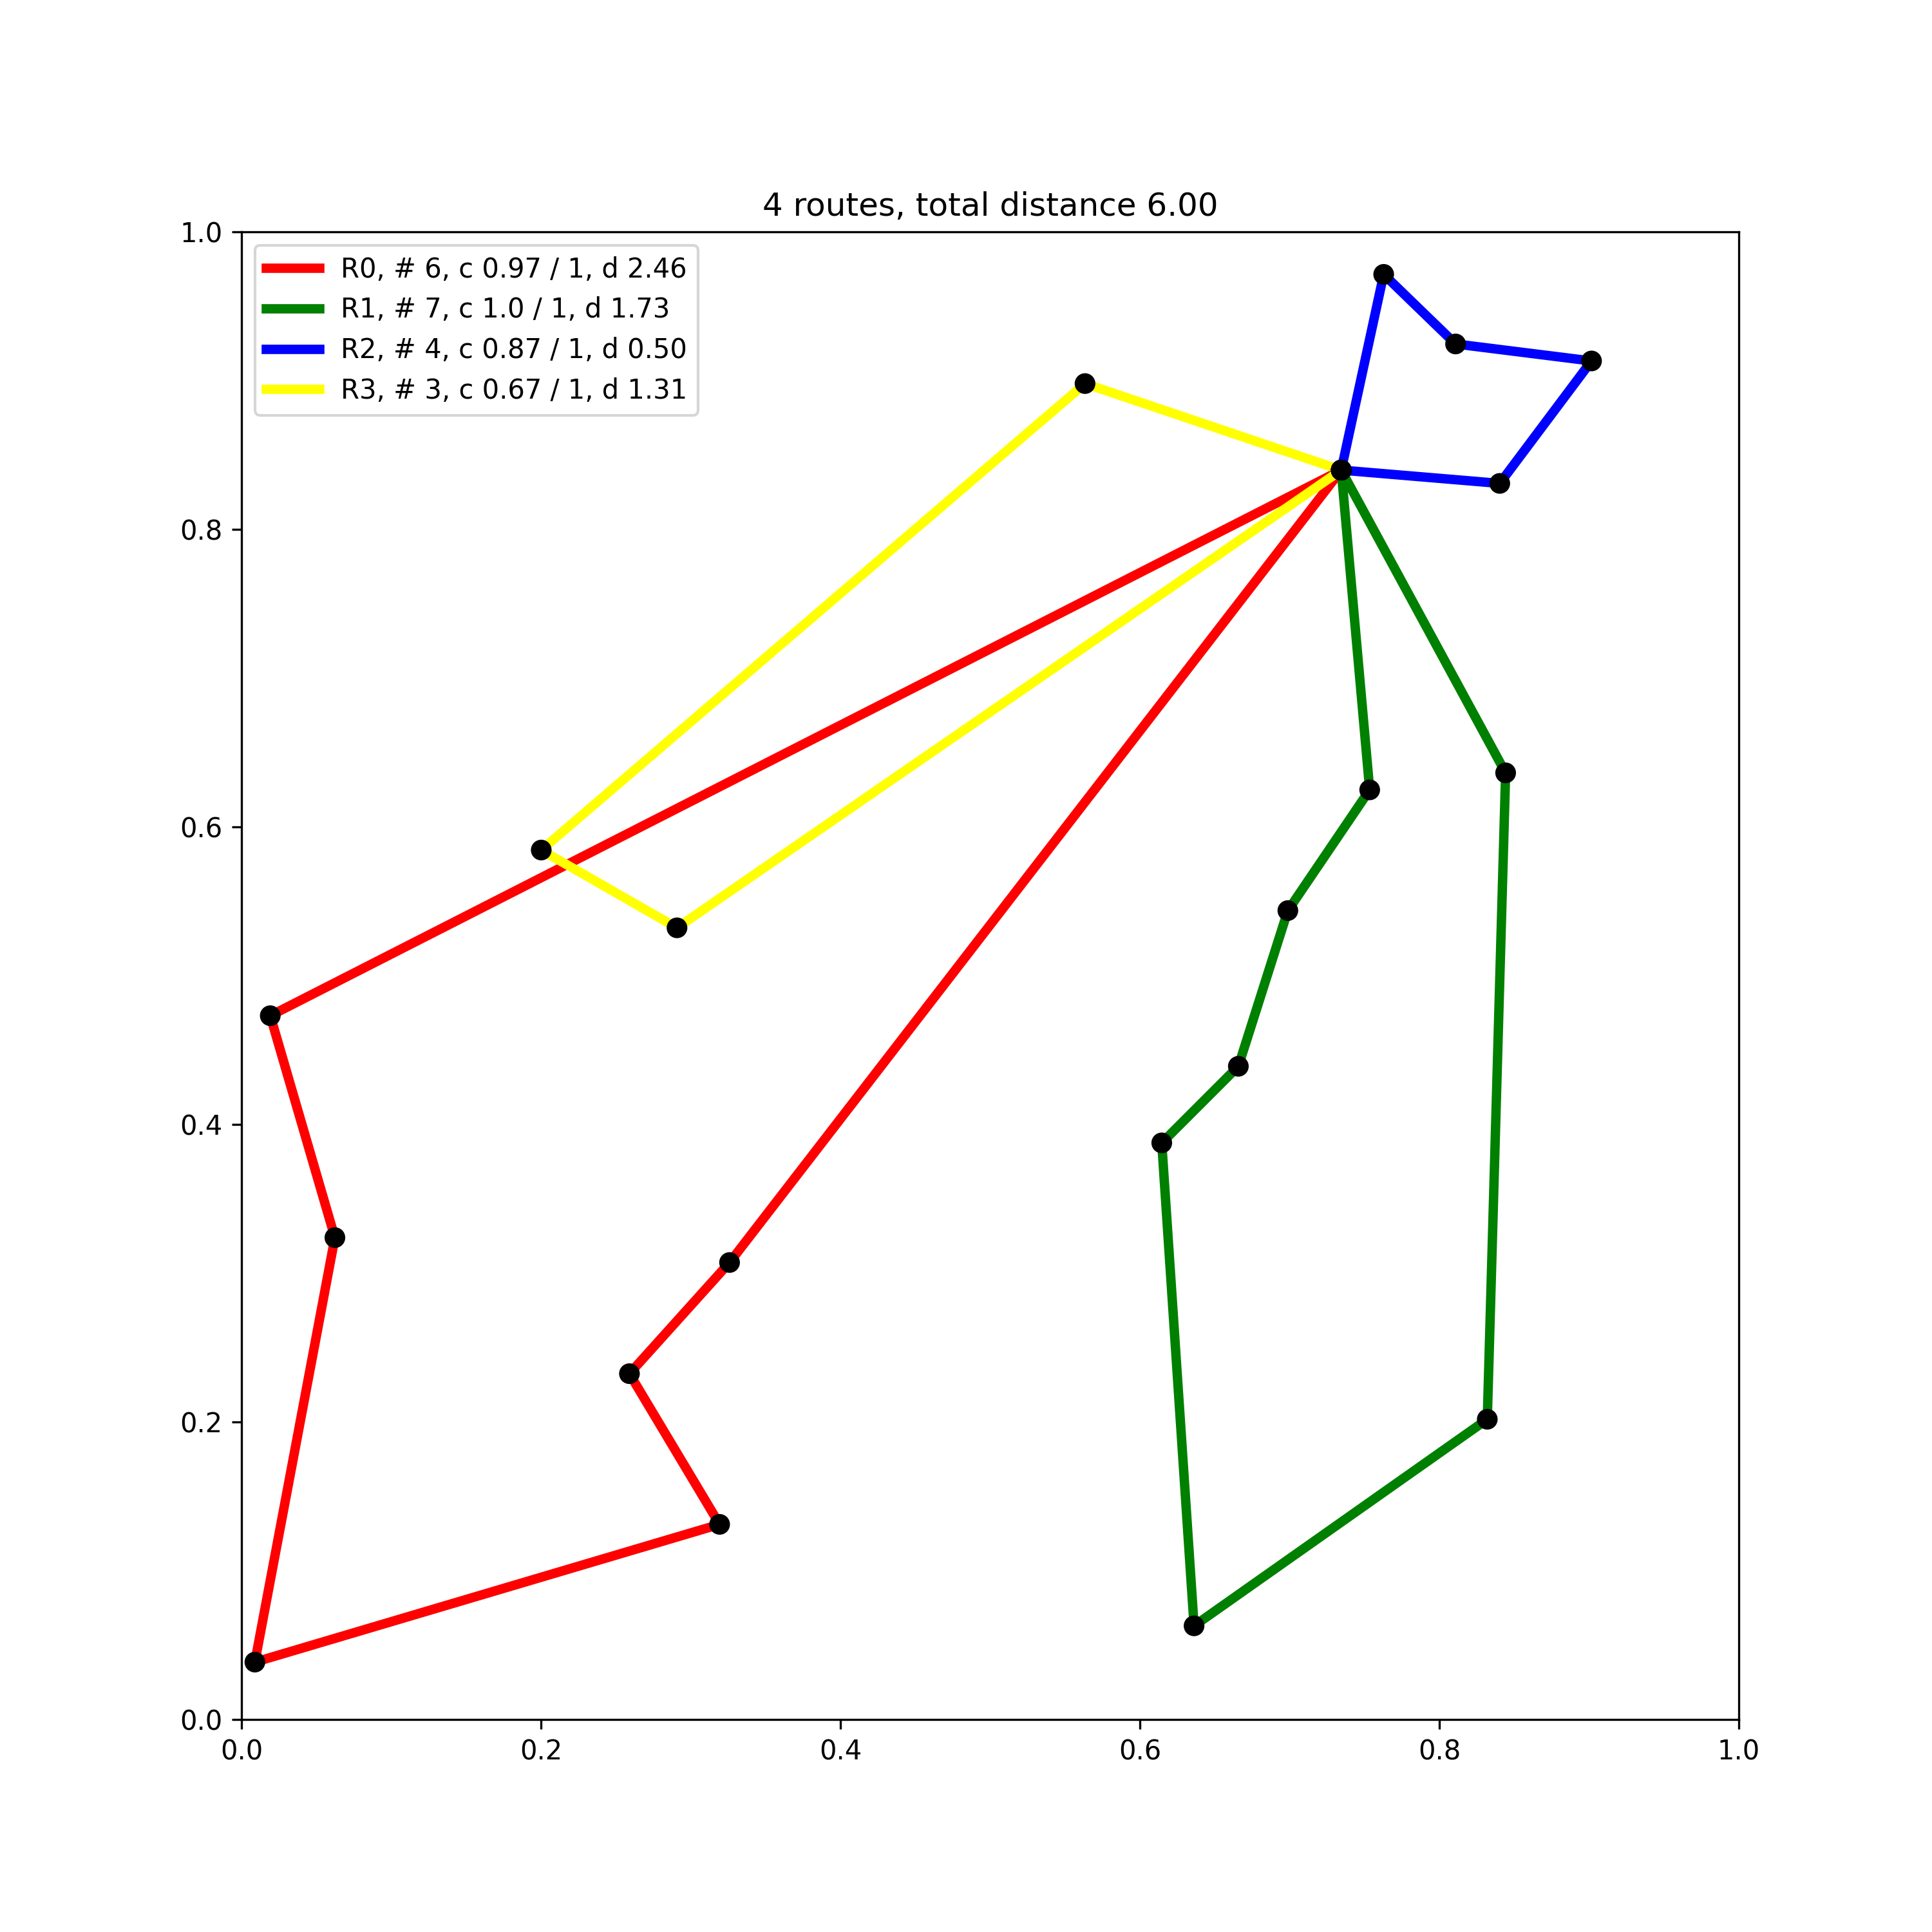 4 routes, total distance 6.00
1.0
R0, # 6, c 0.97 / 1, d 2.46
R1, # 7, c 1.0 / 1, d 1.73
R2, # 4, c 0.87 / 1, d 0.50
R3, # 3, c 0.67 / 1, d 1.31
0.8
0.6
0.4
0.2
0.0
0.0 0.2 0.4 0.6 0.8 1.0